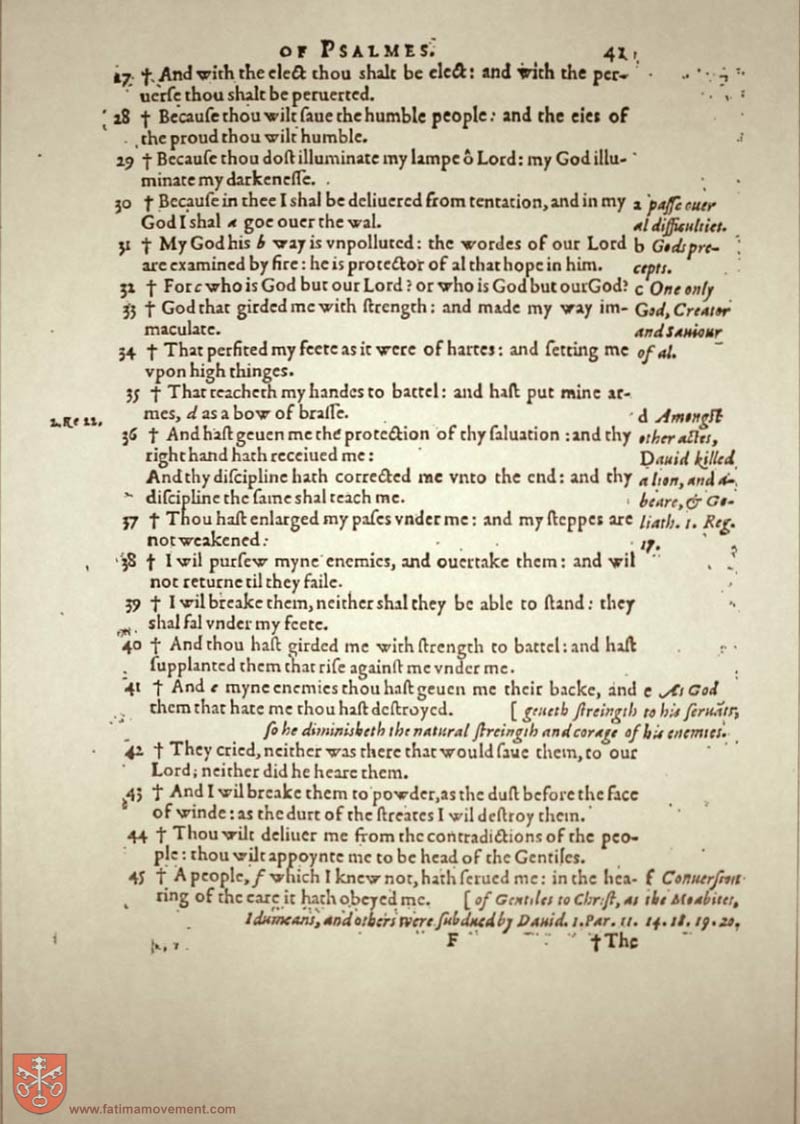 OF PSALMES. 41
27 † And with the elect thou shalt be elect: and with the per-
uerse thou shalt be peruerted.
28 † Because thou wilt saue the humble people: and the eies of
the proud thou wilt humble.
29 † Because thou dost illuminate my lampe ô Lord: my God illu-
minate my darkenesse.
30 † Because in thee I shal be deliuered from tentation, and in my
God I shal a goe ouer the wal.
a passe ouer
al difficulties.
31 † My God his b way is vnpolluted: the wordes of our Lord
are examined by fire: he is protector of al that hope in him.
b Gods pre-
cepts.
32 † For c who is God but our Lord? or who is God but our God?
33 † God that girded me with strength: and made my way im-
maculate.
c One only
God, Creator
and Sauiour
of al.
34 † That perfited my feete as it were of hartes: and setting me
vpon high thinges.
35 † That teacheth my handes to battel: and hast put mine ar-
mes, d as a bow of brasse.
2. Re 22.
36 † And hast geuen me the protection of thy saluation: and thy
right hand hath receiued me:
And thy discipline hath corrected me vnto the end: and thy
discipline the same shal teach me.
37 † Thou hast enlarged my pases vnder me: and my steppes are
not weakened:
d Amongst
other actes,
Dauid killed
a lion, and a
beare, & Go-
liath. 1. Reg.
17.
38 † I wil pursew myne enemies, and ouertake them: and wil
not returne til they faile.
39 † I wil breake them, neither shal they be able to stand: they
shal fal vnder my feete.
40 † And thou hast girded me with strength to battel: and hast
supplanted them that rise against me vnder me.
41 † And e myne enemies thou hast geuen me their backe, and
them that hate me thou hast destroyed.
e As God
[ geueth streingth to his seruãts,
so he diminisheth the natural streingth and corage of his enemies.
42 † They cried, neither was there that would saue them, to our
Lord; neither did he heare them.
43 † And I wil breake them to powder, as the dust before the face
of winde: as the durt of the streates I wil destroy them.
44 † Thou wilt deliuer me from the contradictions of the peo-
ple: thou wilt appoynte me to be head of the Gentiles.
45 † A people, f which I knew not, hath serued me: in the hea-
ring of the eare it hath obeyed me.
f Conuersion
[ of Gentiles to Christ, as the Moabites,
Idumeans, and others were subdued by Dauid. 1. Par. 11. 14. 18. 19. 20.
F †The
www.fatimamovement.com